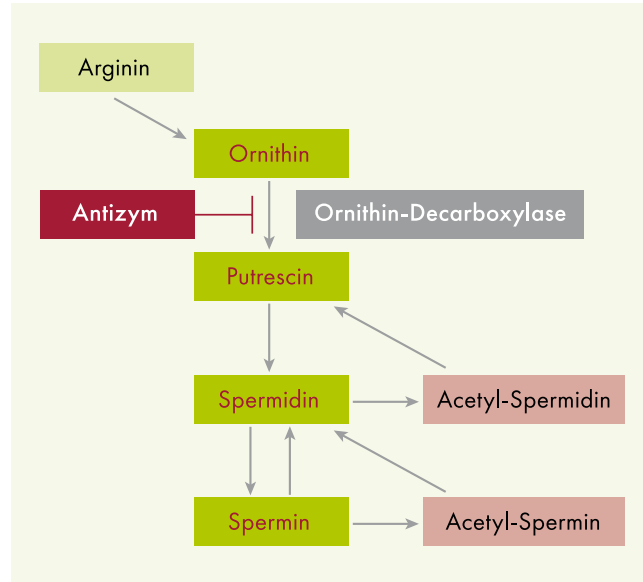 Arginin
Ornithin
Antizym
Ornithin-Decarboxylase
Putrescin
Spermidin
Acetyl-Spermidin
Spermin
Acetyl-Spermin